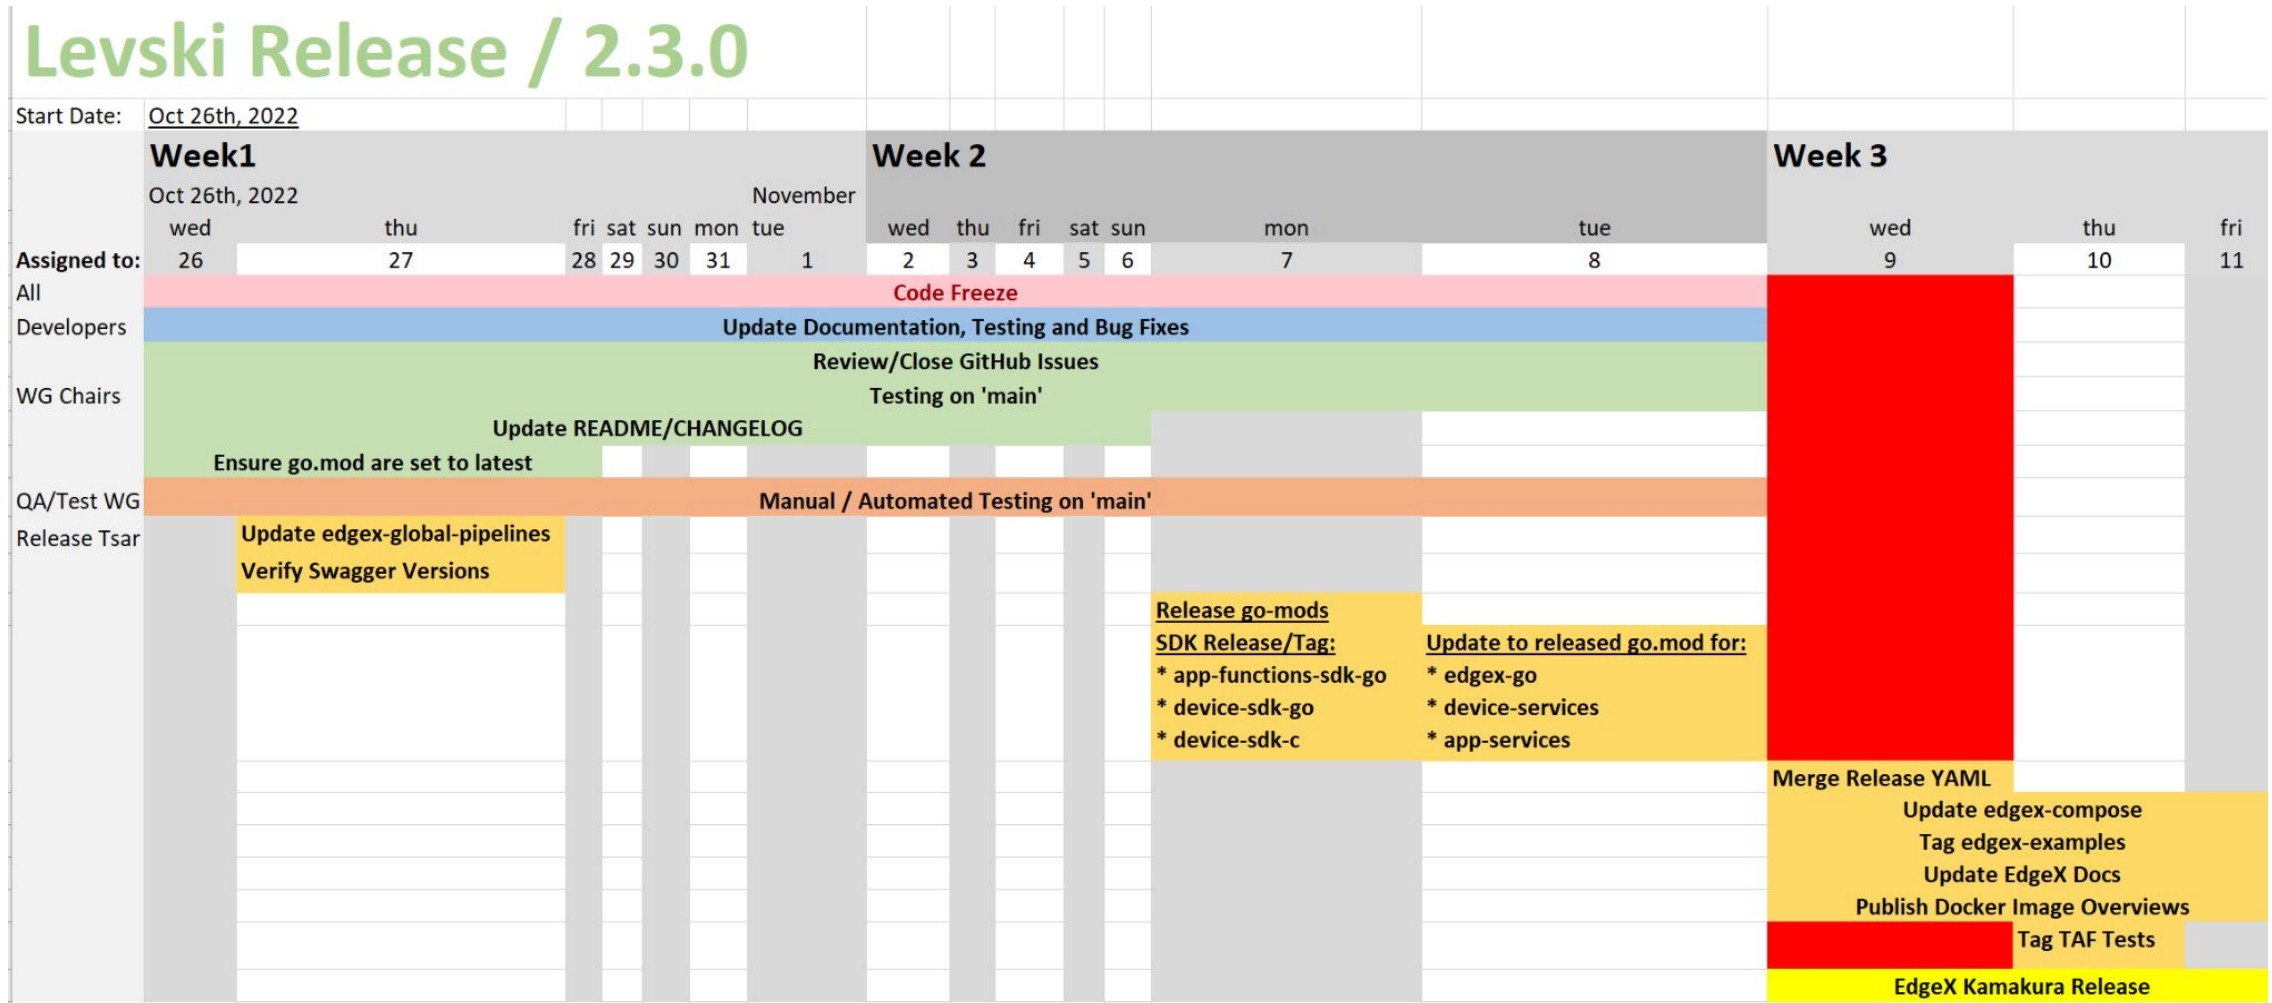 Levski Release / 2.3.0
Start Date: Oct 26th, 2022
Week1 Week 2 Week 3
Oct 26th, 2022 November
wed thu fri sat sun mon tue wed thu fri sat sun mon tue wed thu fri
Assigned to: 26 27 28 29 30 31 1 2 3 4 5 6 7 8 9 10 11
All Code Freeze
Developers Update Documentation, Testing and Bug Fixes
Review/Close GitHub Issues
WG Chairs Testing on 'main'
Update README/CHANGELOG
Ensure go.mod are set to latest
QA/Test WG Manual / Automated Testing on 'main'
Release Tsar Update edgex-global-pipelines
Verify Swagger Versions
Release go-mods
SDK Release/Tag: Update to released go.mod for:
* app-functions-sdk-go * edgex-go
* device-sdk-go * device-services
* device-sdk-c * app-services
Merge Release YAML
Update edgex-compose
Tag edgex-examples
Update EdgeX Docs
Publish Docker Image Overviews
Tag TAF Tests
EdgeX Kamakura Release